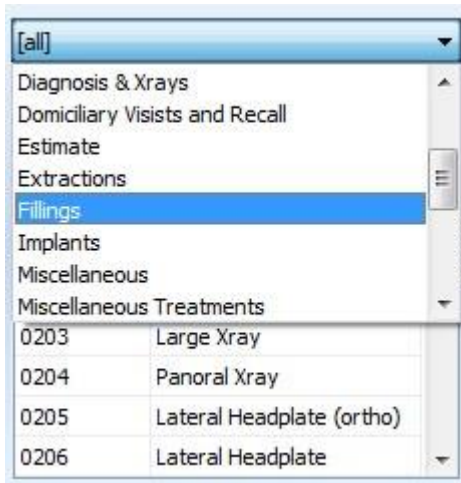 [all]
Diagnosis & Xrays
Domiciliary Visists and Recall
Estimate
Extractions
Fillings
Implants
Miscellaneous
Miscellaneous Treatments
0203 Large Xray
0204 Panoral Xray
0205 Lateral Headplate (ortho)
0206 Lateral Headplate